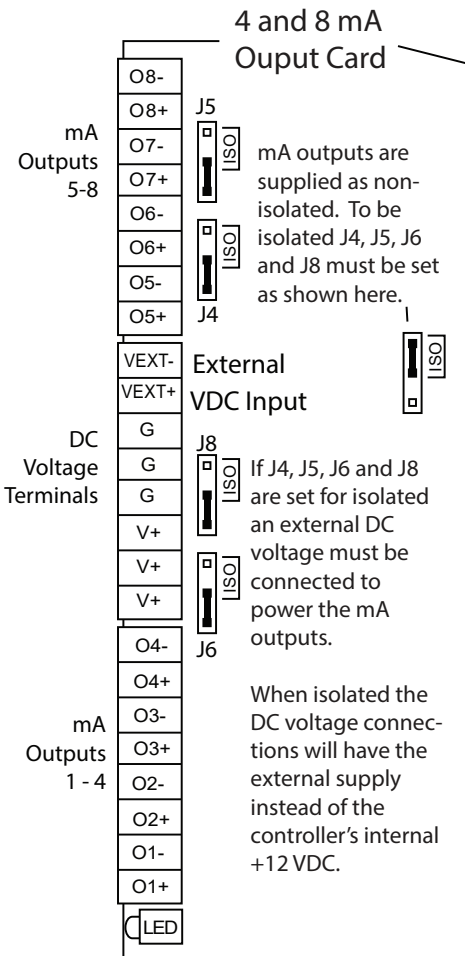 4 and 8 mA
Ouput Card
O8-
O8+
O7-
O7+
O6-
O6+
O5-
O5+
mA
Outputs
5-8
J5
ISO
ISO
J4
mA outputs are
supplied as non-
isolated. To be
isolated J4, J5, J6
and J8 must be set
as shown here.
ISO
VEXT-
VEXT+
External
VDC Input
G
G
G
V+
V+
V+
DC
Voltage
Terminals
J8
ISO
ISO
J6
If J4, J5, J6 and J8
are set for isolated
an external DC
voltage must be
connected to
power the mA
outputs.
O4-
O4+
O3-
O3+
O2-
O2+
O1-
O1+
mA
Outputs
1 - 4
When isolated the
DC voltage connec-
tions will have the
external supply
instead of the
controller's internal
+12 VDC.
LED